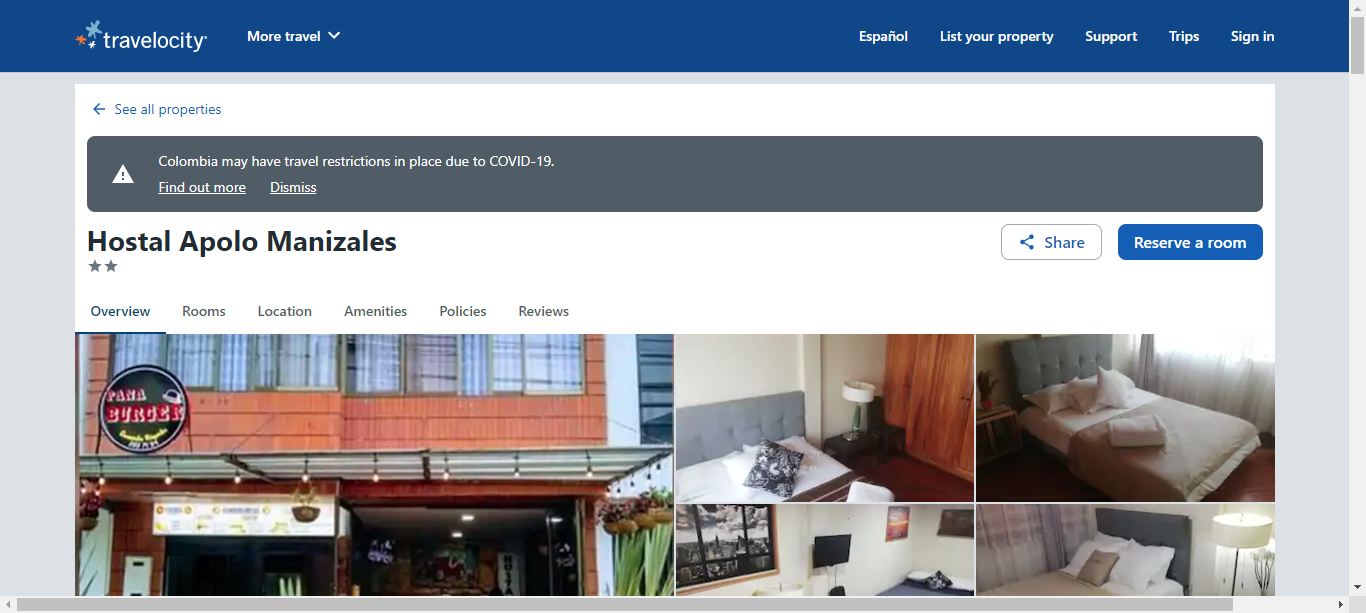 travelocity
More travel
Español
List your property
Support
Trips
Sign in
See all properties
Colombia may have travel restrictions in place due to COVID-19.
Find out more
Dismiss
Hostal Apolo Manizales
Share
Reserve a room
Overview
Rooms
Location
Amenities
Policies
Reviews
PANA
BURGER